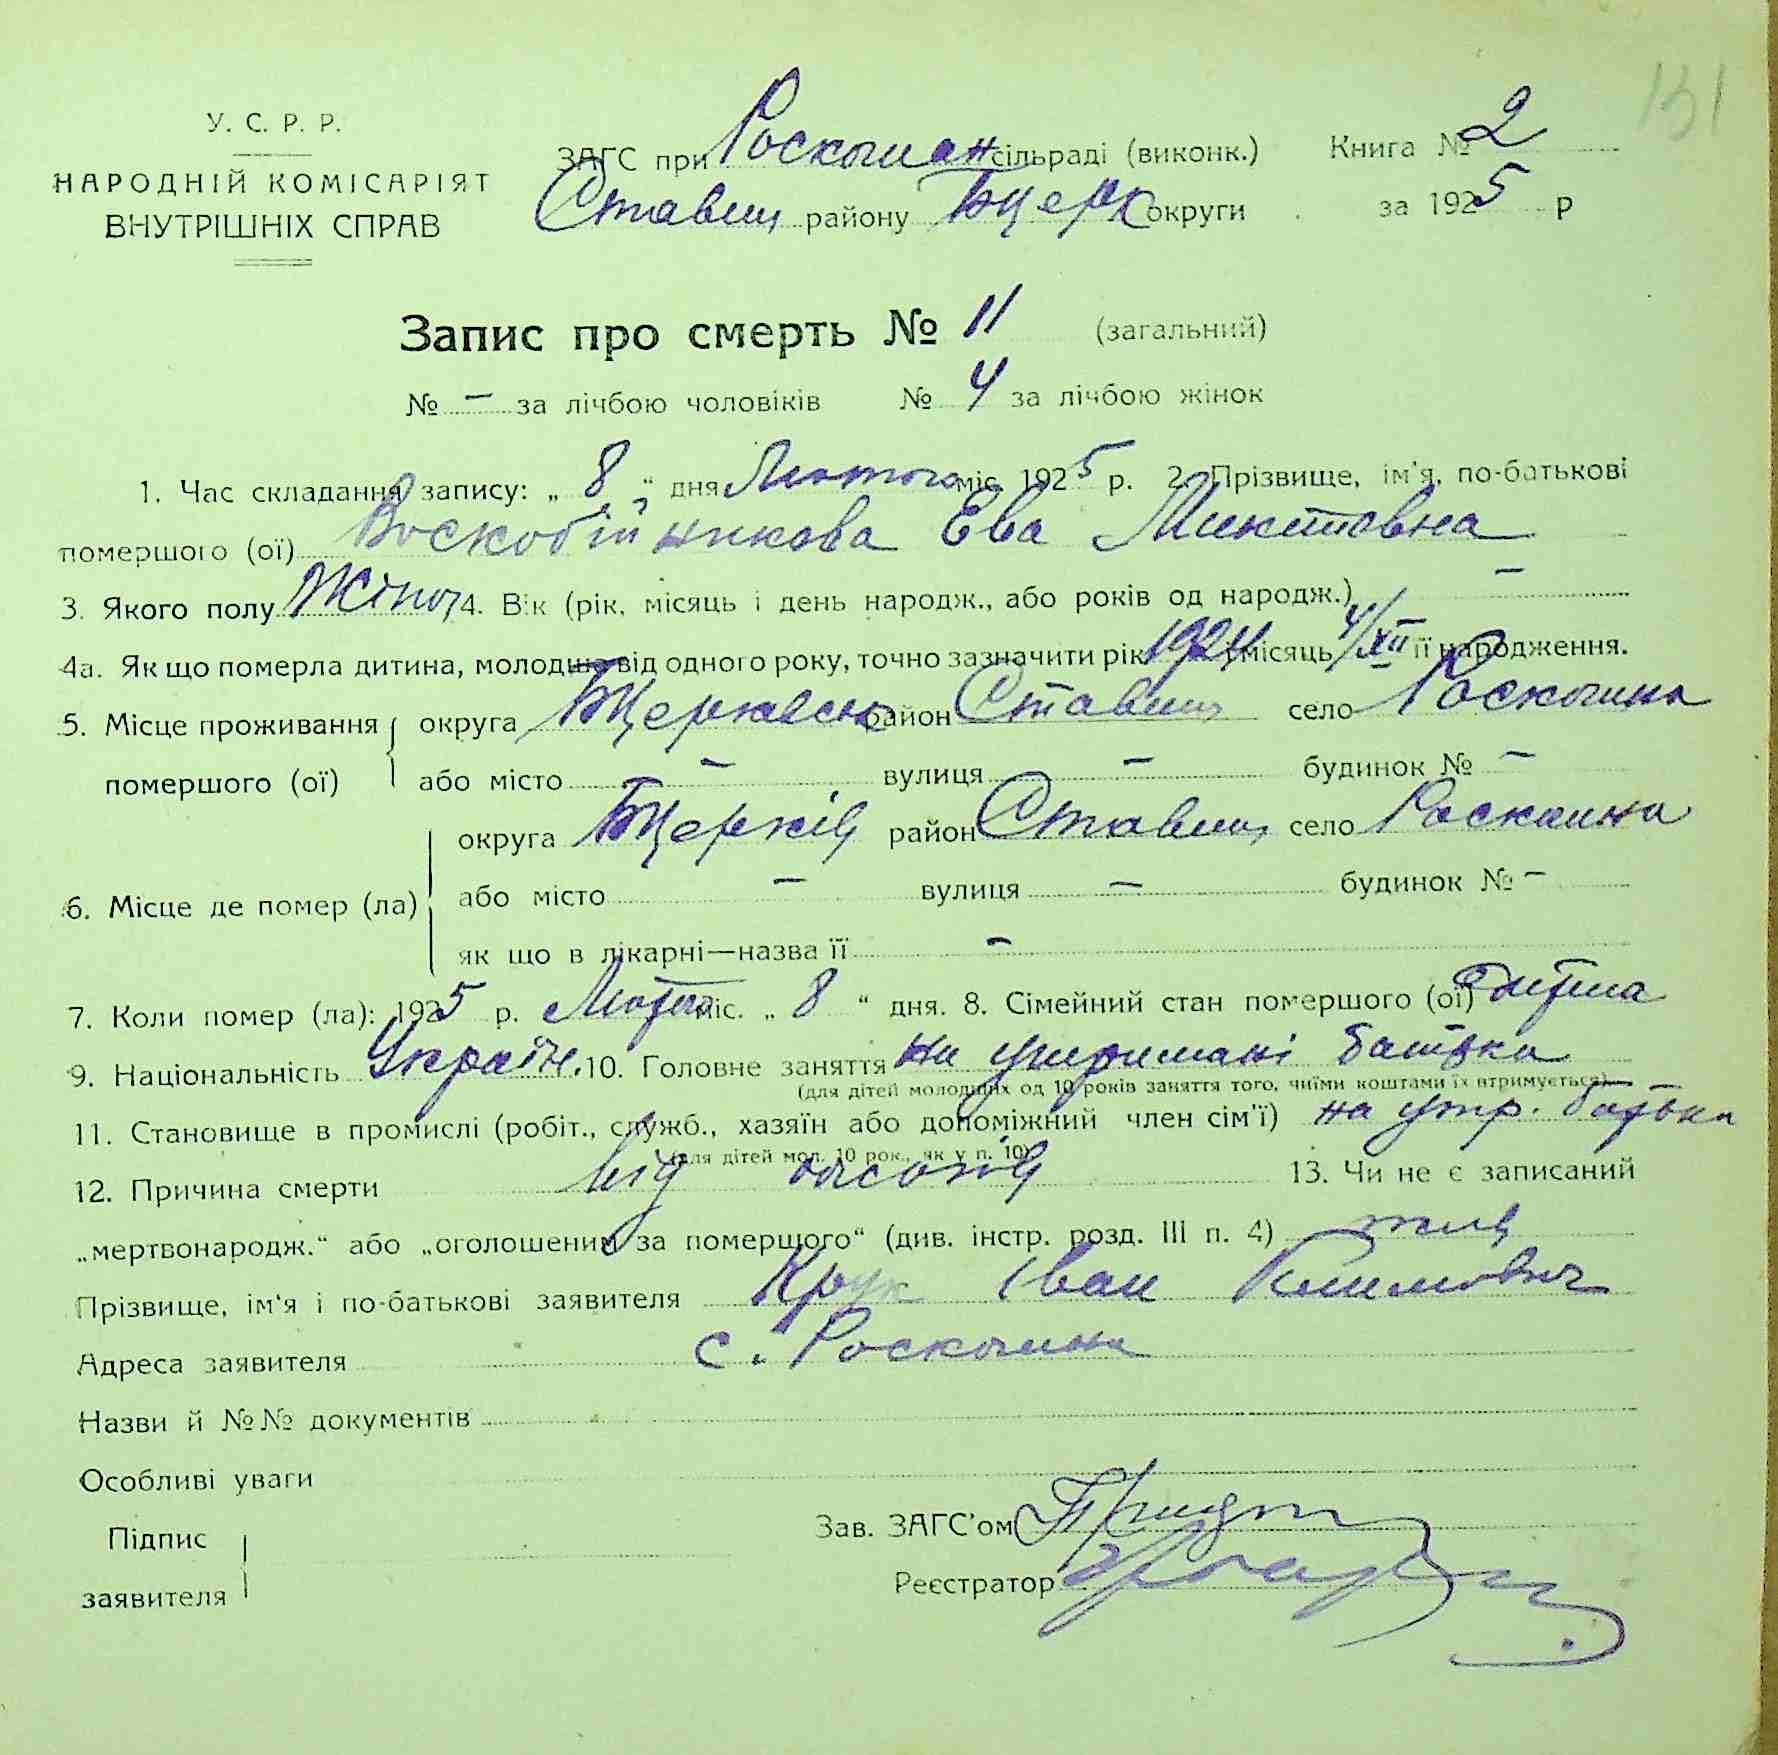 131
У. С. Р. Р.
НАРОДНІЙ КОМІСАРІЯТ
ВНУТРІШНІХ СПРАВ
ЗАГС при Роскошан сільраді (виконк.) Книга № 2
Ставищ району Бцерк округи за 1925 р
Запис про смерть № 11 (загальний)
№ – за лічбою чоловіків № 4 за лічбою жінок
1. Час складання запису: „ 8 „ дня Лютого міс. 1925 р. 2. Прізвище, ім'я, по-батькові
помершого (ої) Воскобійникова Ева Микитовна
3. Якого полу Жіноч 4. Вік (рік, місяць і день народж., або років од народж.) –
4а. Як що померла дитина, молодша від одного року, точно зазначити рік 1924 місяць 4/XII її народження.
5. Місце проживання округа Бцерківськ район Ставищ село Роскошна
помершого (ої) або місто – вулиця – будинок № –
округа Бцерків район Ставищ село Роскошна
6. Місце де помер (ла) або місто – вулиця – будинок № –
як що в лікарні—назва її –
7. Коли помер (ла): 1925 р. Лютого міс. „ 8 “ дня. 8. Сімейний стан помершого (ої) дитина
9. Національність Україн. 10. Головне заняття На утримані батька
(для дітей молодших од 10 років заняття того, чиїми коштами їх втримується)
11. Становище в промислі (робіт., служб., хазяїн або допоміжний член сім'ї) на утр. батька
(для дітей мол. 10 рок., як у п. 10)
12. Причина смерти від 13. Чи не є записаний
„мертвонародж.“ або „оголошеним за помершого“ (див. інстр. розд. III п. 4)
Прізвище, ім'я і по-батькові заявителя Крук Іван Климович
Адреса заявителя с. Роскошна
Назви й №№ документів
Особливі уваги
Підпис
заявителя
Зав. ЗАГС'ом
Реєстратор